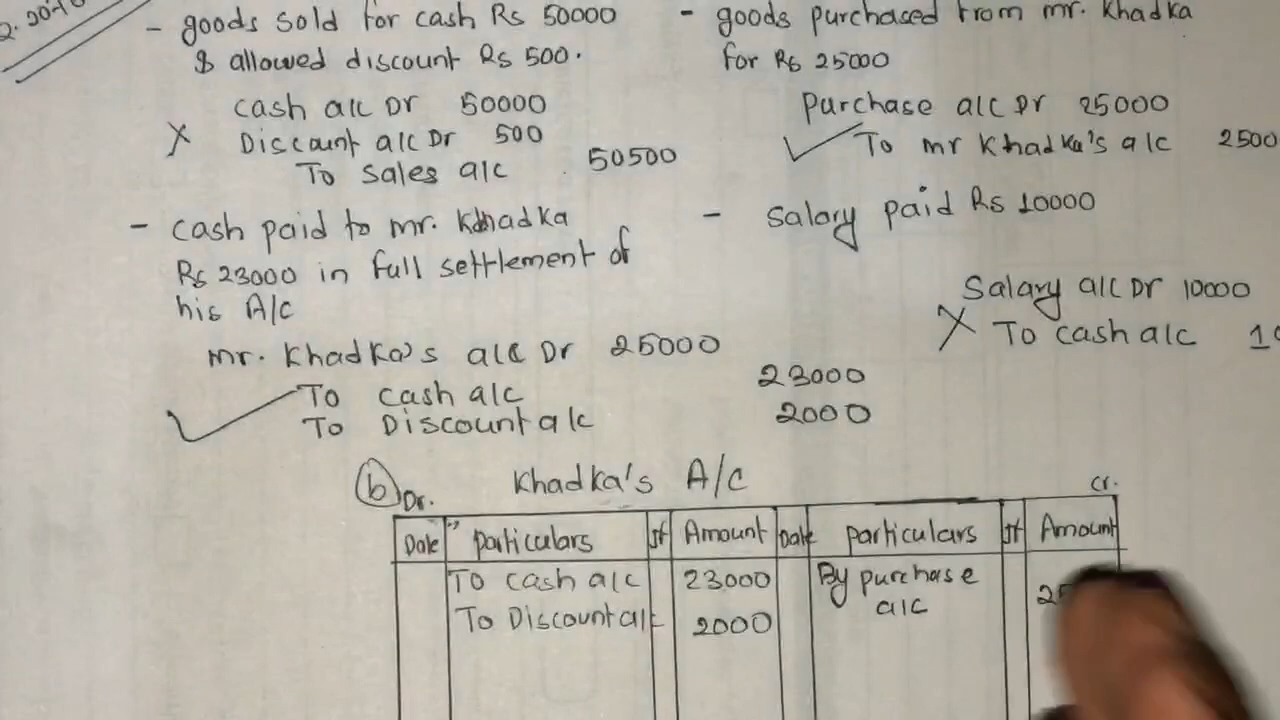 - goods sold for cash Rs 50000
& allowed discount Rs 500.
cash a/c Dr 50000
X Discount a/c Dr 500
To sales a/c 50500
- goods purchased from mr. Khadka
for Rs 25000
Purchase a/c Dr 25000
✓ To mr Khadka's a/c 2500
- cash paid to mr. Khadka
Rs 23000 in full settlement of
his A/c
mr. Khadka's a/c Dr 25000
✓ To cash a/c 23000
To Discount a/c 2000
- Salary paid Rs 10000
Salary a/c Dr 10000
X To cash a/c 10
(b) Khadka's A/c
Dr. cr.
Date particulars Jf Amount Date particulars Jf Amount
To cash a/c 23000 By purchase
a/c
To Discount a/c 2000